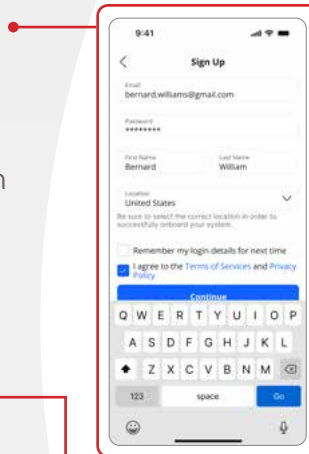 9:41
Sign Up
Email
bernard.williams@gmail.com
Password
********
First Name
Last Name
Bernard
William
Location
United States
Be sure to select the correct location in order to
successfully onboard your system.
Remember my login details for next time
I agree to the Terms of Services and Privacy
Policy
Continue
Q W E R T Y U I O P
A S D F G H J K L
Z X C V B N M
123 space Go
n